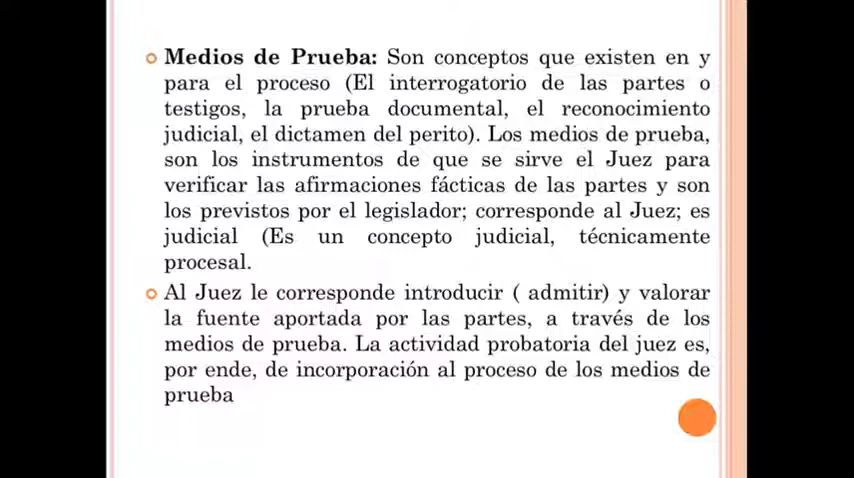 Medios de Prueba: Son conceptos que existen en y
para el proceso (El interrogatorio de las partes o
testigos, la prueba documental, el reconocimiento
judicial, el dictamen del perito). Los medios de prueba,
son los instrumentos de que se sirve el Juez para
verificar las afirmaciones fácticas de las partes y son
los previstos por el legislador; corresponde al Juez; es
judicial (Es un concepto judicial, técnicamente
procesal.
Al Juez le corresponde introducir ( admitir) y valorar
la fuente aportada por las partes, a través de los
medios de prueba. La actividad probatoria del juez es,
por ende, de incorporación al proceso de los medios de
prueba